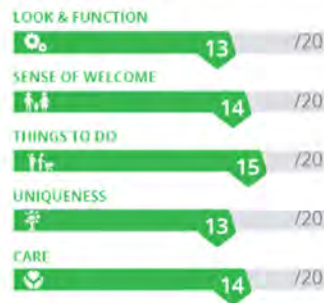 LOOK & FUNCTION
13 /20
SENSE OF WELCOME
14 /20
THINGS TO DO
15 /20
UNIQUENESS
13 /20
CARE
14 /20